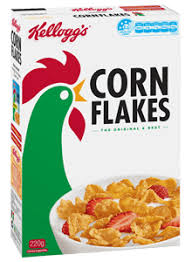 Kellogg's
CORN
FLAKES
THE ORIGINAL & BEST
220g